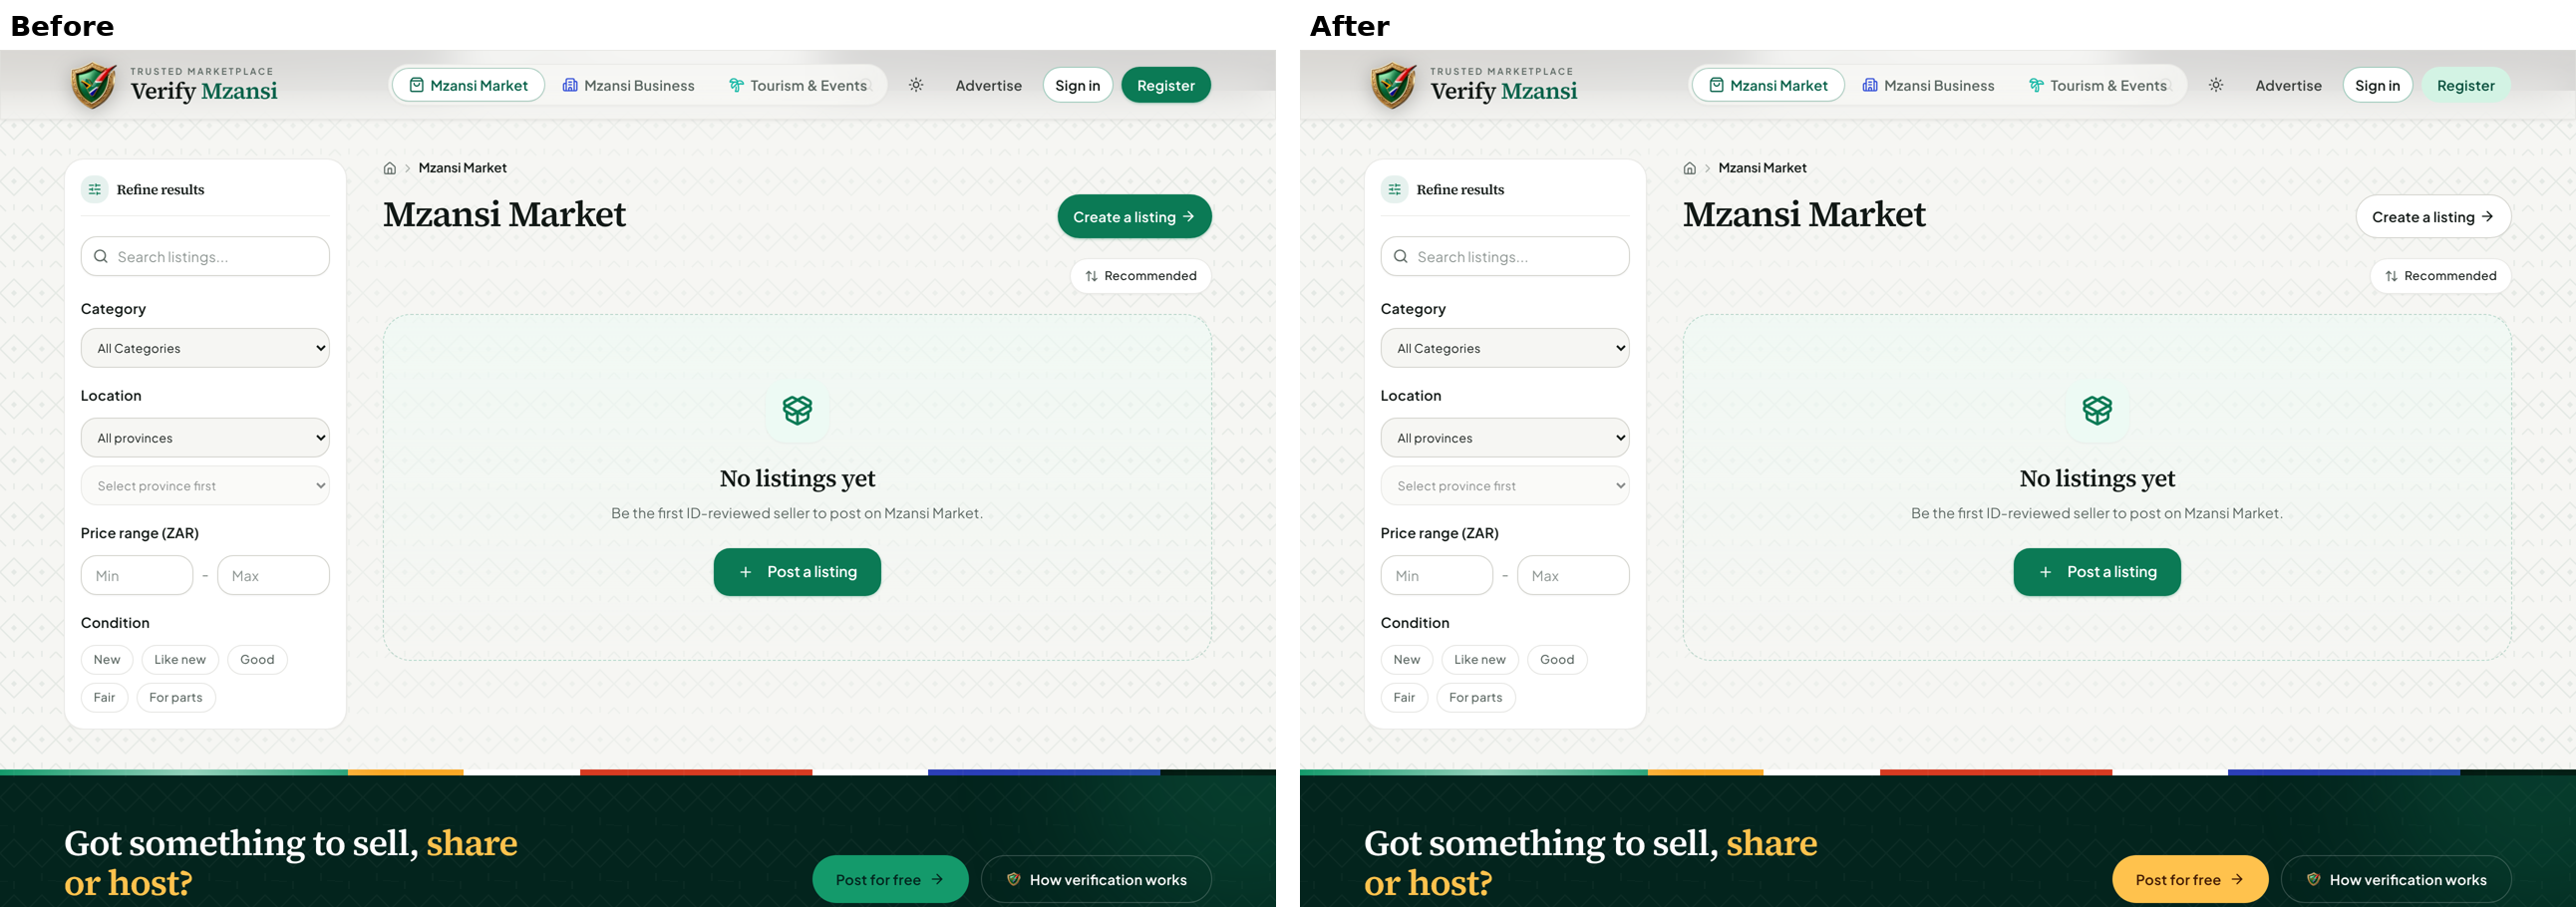 Before
TRUSTED MARKETPLACE
Verify Mzansi
Mzansi Market
Mzansi Business
Tourism & Events
Advertise
Sign in
Register
Refine results
Search listings...
Category
All Categories
Location
All provinces
Select province first
Price range (ZAR)
Min - Max
Condition
New
Like new
Good
Fair
For parts
Mzansi Market
Mzansi Market
Create a listing →
Recommended
No listings yet
Be the first ID-reviewed seller to post on Mzansi Market.
+ Post a listing
Got something to sell, share
or host?
Post for free →
How verification works
After
TRUSTED MARKETPLACE
Verify Mzansi
Mzansi Market
Mzansi Business
Tourism & Events
Advertise
Sign in
Register
Refine results
Search listings...
Category
All Categories
Location
All provinces
Select province first
Price range (ZAR)
Min - Max
Condition
New
Like new
Good
Fair
For parts
Mzansi Market
Mzansi Market
Create a listing →
Recommended
No listings yet
Be the first ID-reviewed seller to post on Mzansi Market.
+ Post a listing
Got something to sell, share
or host?
Post for free →
How verification works